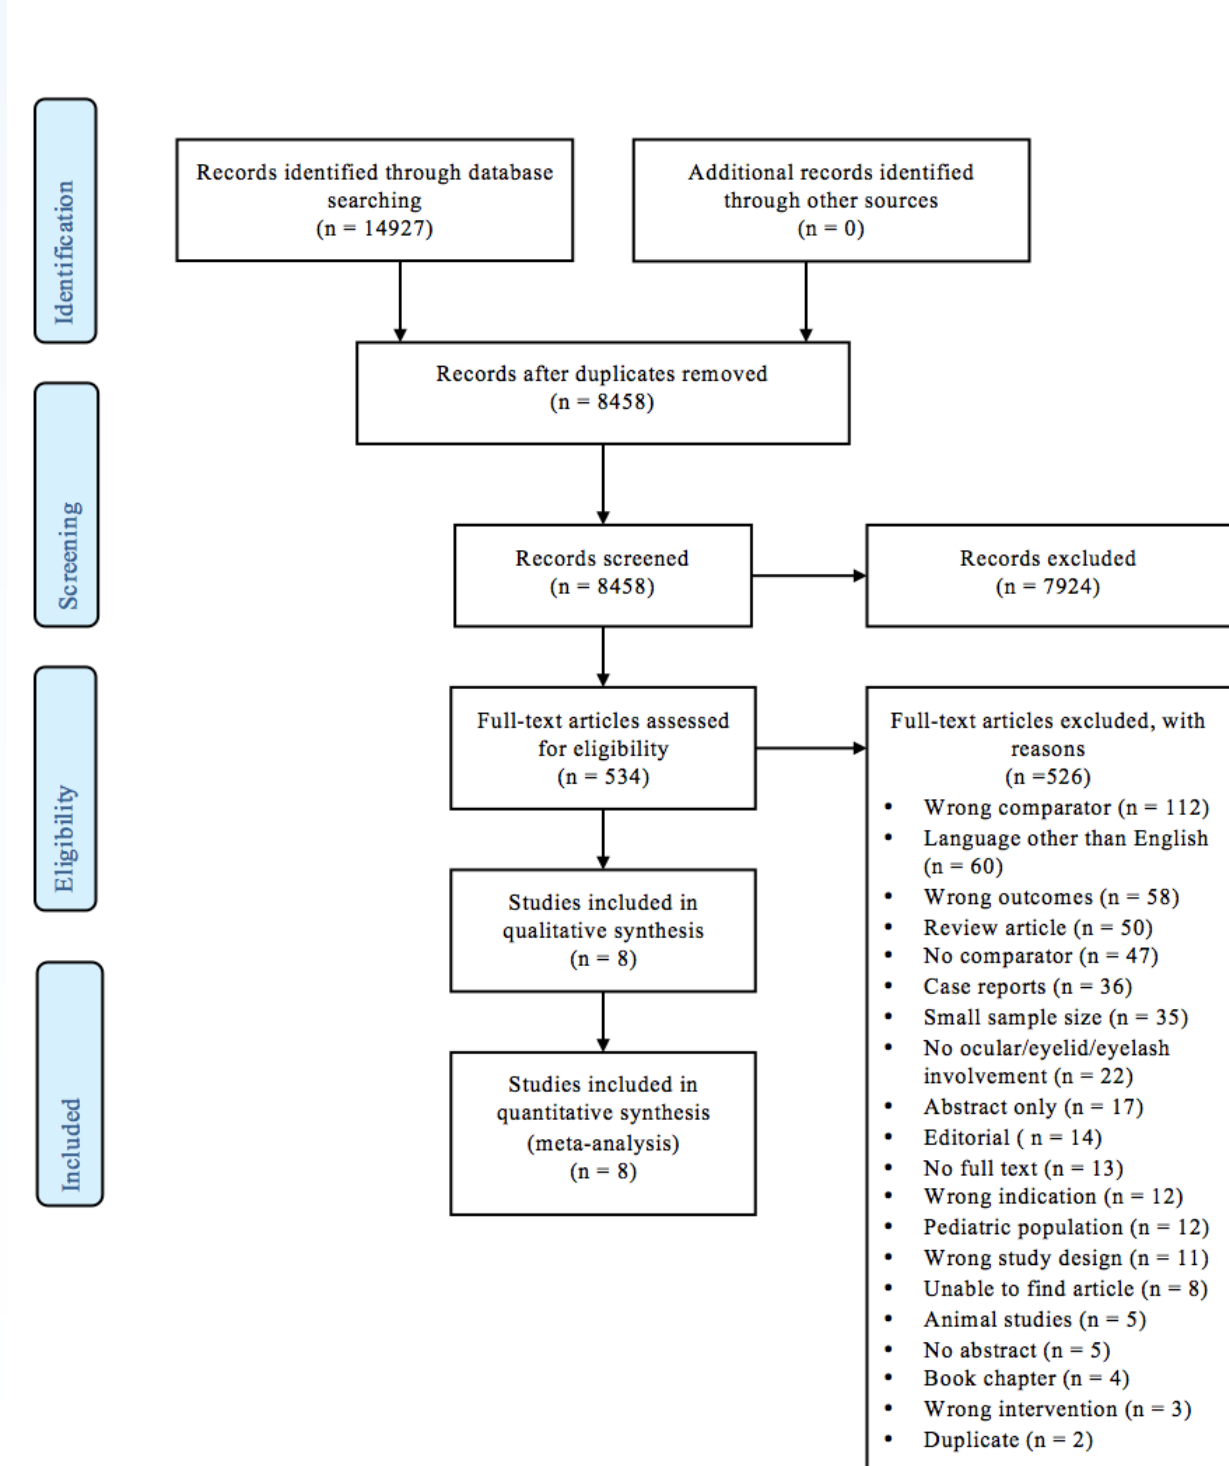 Identification
Records identified through database
searching
(n = 14927)
Additional records identified
through other sources
(n = 0)
Records after duplicates removed
(n = 8458)
Screening
Records screened
(n = 8458)
Records excluded
(n = 7924)
Eligibility
Full-text articles assessed
for eligibility
(n = 534)
Full-text articles excluded, with
reasons
(n =526)
• Wrong comparator (n = 112)
• Language other than English
(n = 60)
• Wrong outcomes (n = 58)
• Review article (n = 50)
• No comparator (n = 47)
• Case reports (n = 36)
• Small sample size (n = 35)
• No ocular/eyelid/eyelash
involvement (n = 22)
• Abstract only (n = 17)
• Editorial ( n = 14)
• No full text (n = 13)
• Wrong indication (n = 12)
• Pediatric population (n = 12)
• Wrong study design (n = 11)
• Unable to find article (n = 8)
• Animal studies (n = 5)
• No abstract (n = 5)
• Book chapter (n = 4)
• Wrong intervention (n = 3)
• Duplicate (n = 2)
Studies included in
qualitative synthesis
(n = 8)
Included
Studies included in
quantitative synthesis
(meta-analysis)
(n = 8)